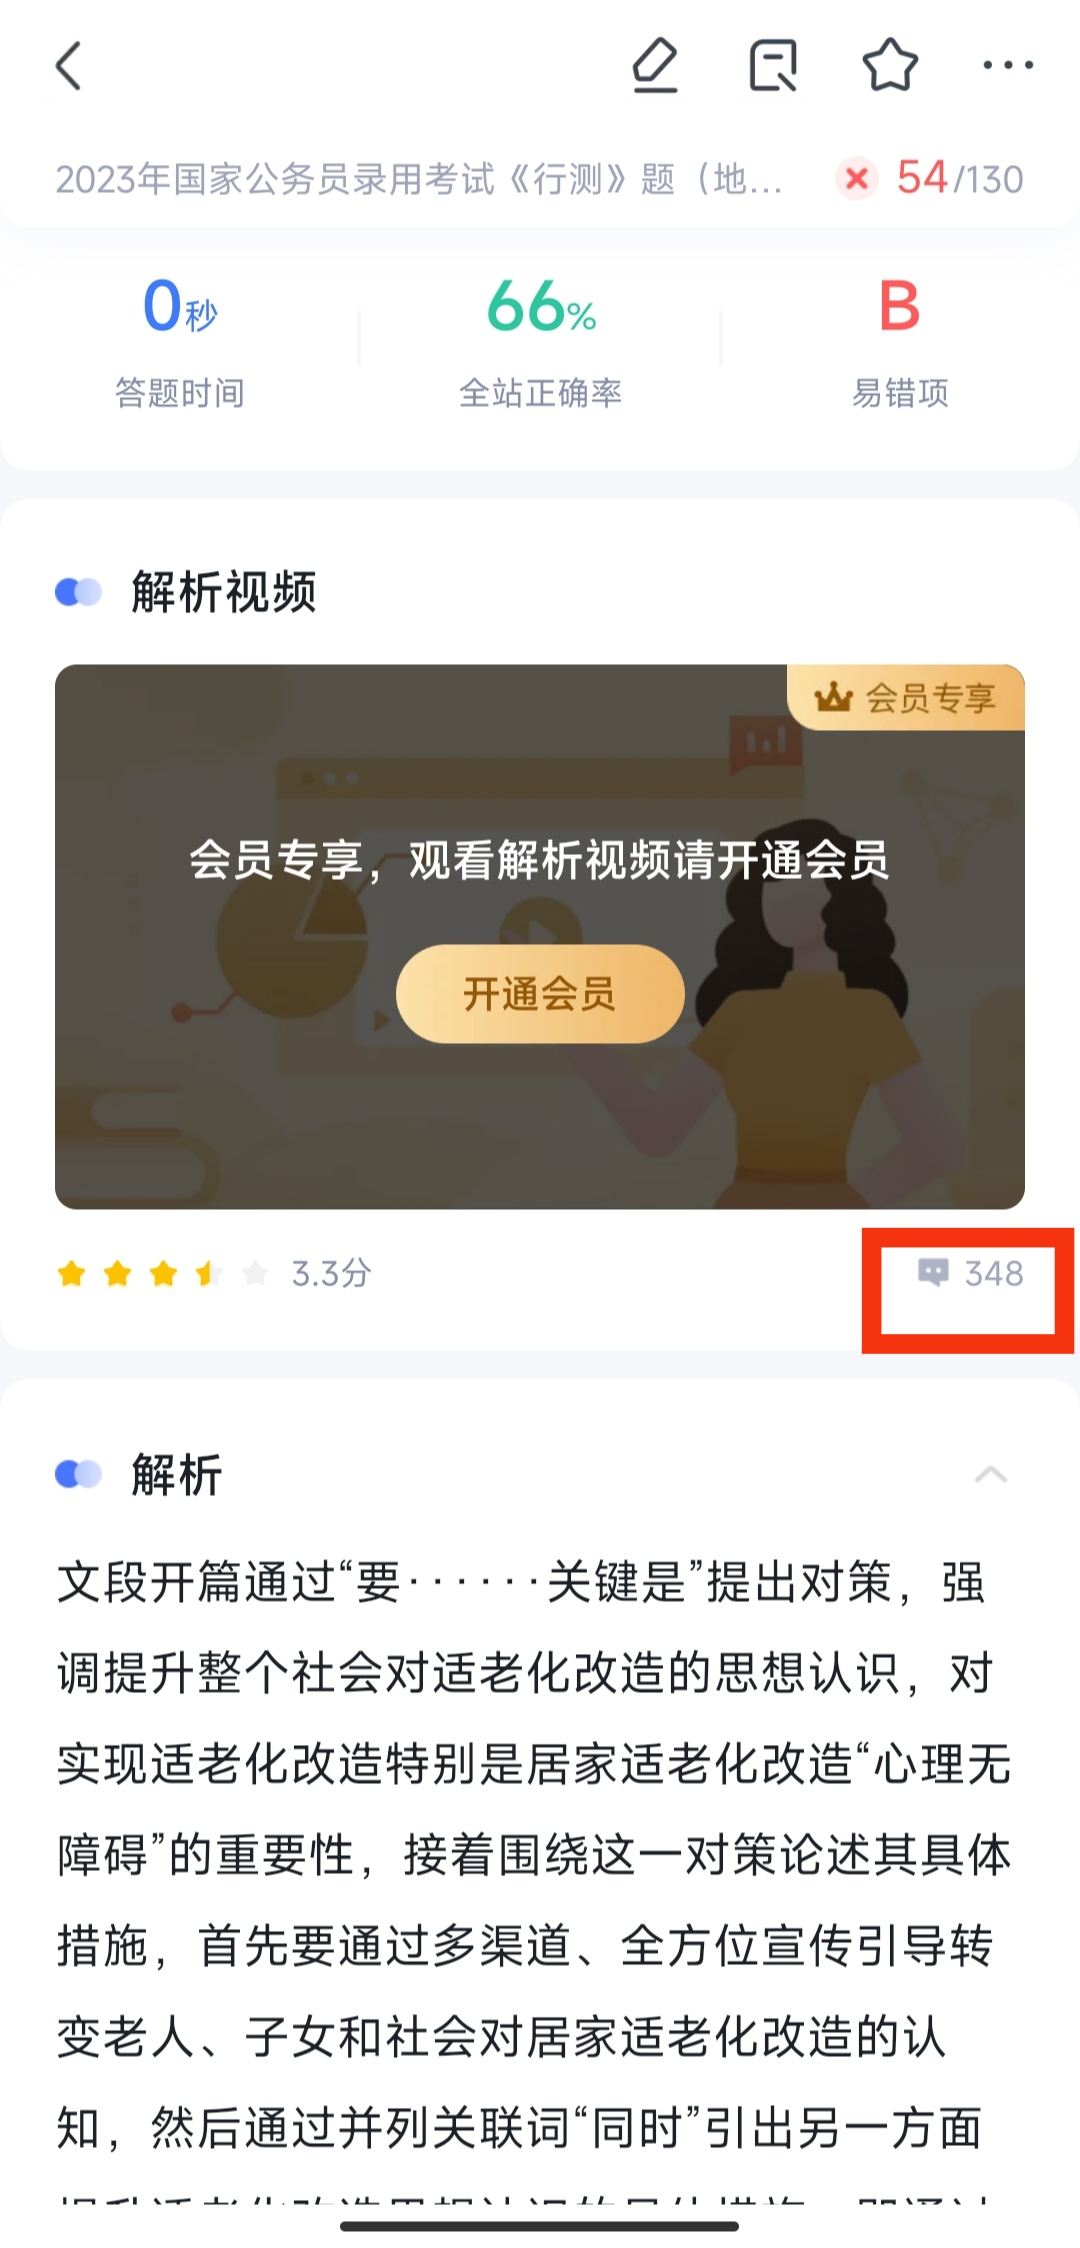 2023年国家公务员录用考试《行测》题（地... 54/130
0秒 66% B
答题时间 全站正确率 易错项
解析视频
会员专享
会员专享，观看解析视频请开通会员
开通会员
3.3分 348
解析
文段开篇通过“要······关键是”提出对策，强
调提升整个社会对适老化改造的思想认识，对
实现适老化改造特别是居家适老化改造“心理无
障碍”的重要性，接着围绕这一对策论述其具体
措施，首先要通过多渠道、全方位宣传引导转
变老人、子女和社会对居家适老化改造的认
知，然后通过并列关联词“同时”引出另一方面